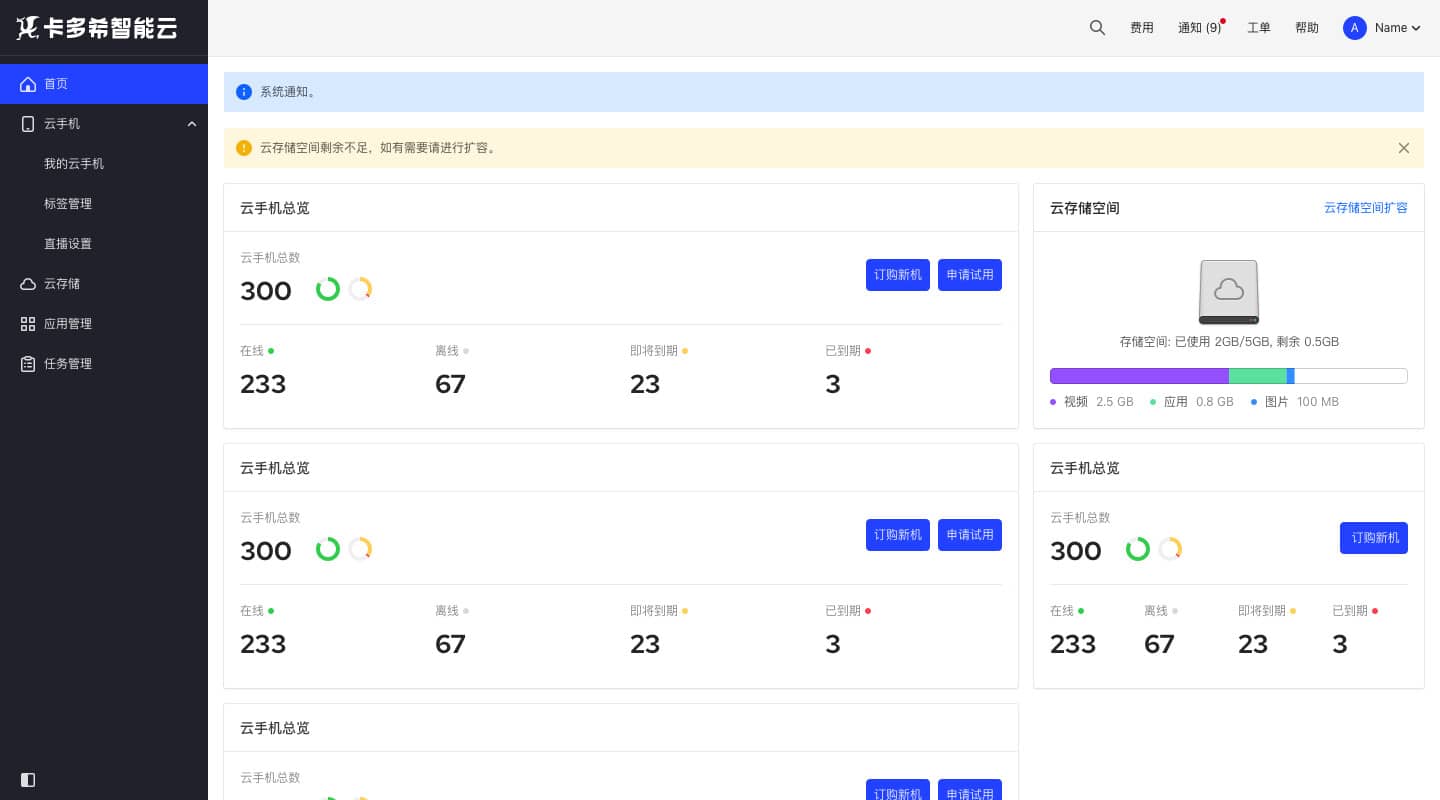 卡多希智能云
费用
通知 (9)
工单
帮助
A
Name
首页
云手机
我的云手机
标签管理
直播设置
云存储
应用管理
任务管理
系统通知。
云存储空间剩余不足，如有需要请进行扩容。
云手机总览
云手机总数
300
订购新机
申请试用
在线
离线
即将到期
已到期
233
67
23
3
云存储空间
云存储空间扩容
存储空间: 已使用 2GB/5GB, 剩余 0.5GB
视频 2.5 GB 应用 0.8 GB 图片 100 MB
云手机总览
云手机总数
300
订购新机
申请试用
在线
离线
即将到期
已到期
233
67
23
3
云手机总览
云手机总数
300
订购新机
在线
离线
即将到期
已到期
233
67
23
3
云手机总览
云手机总数
订购新机
申请试用